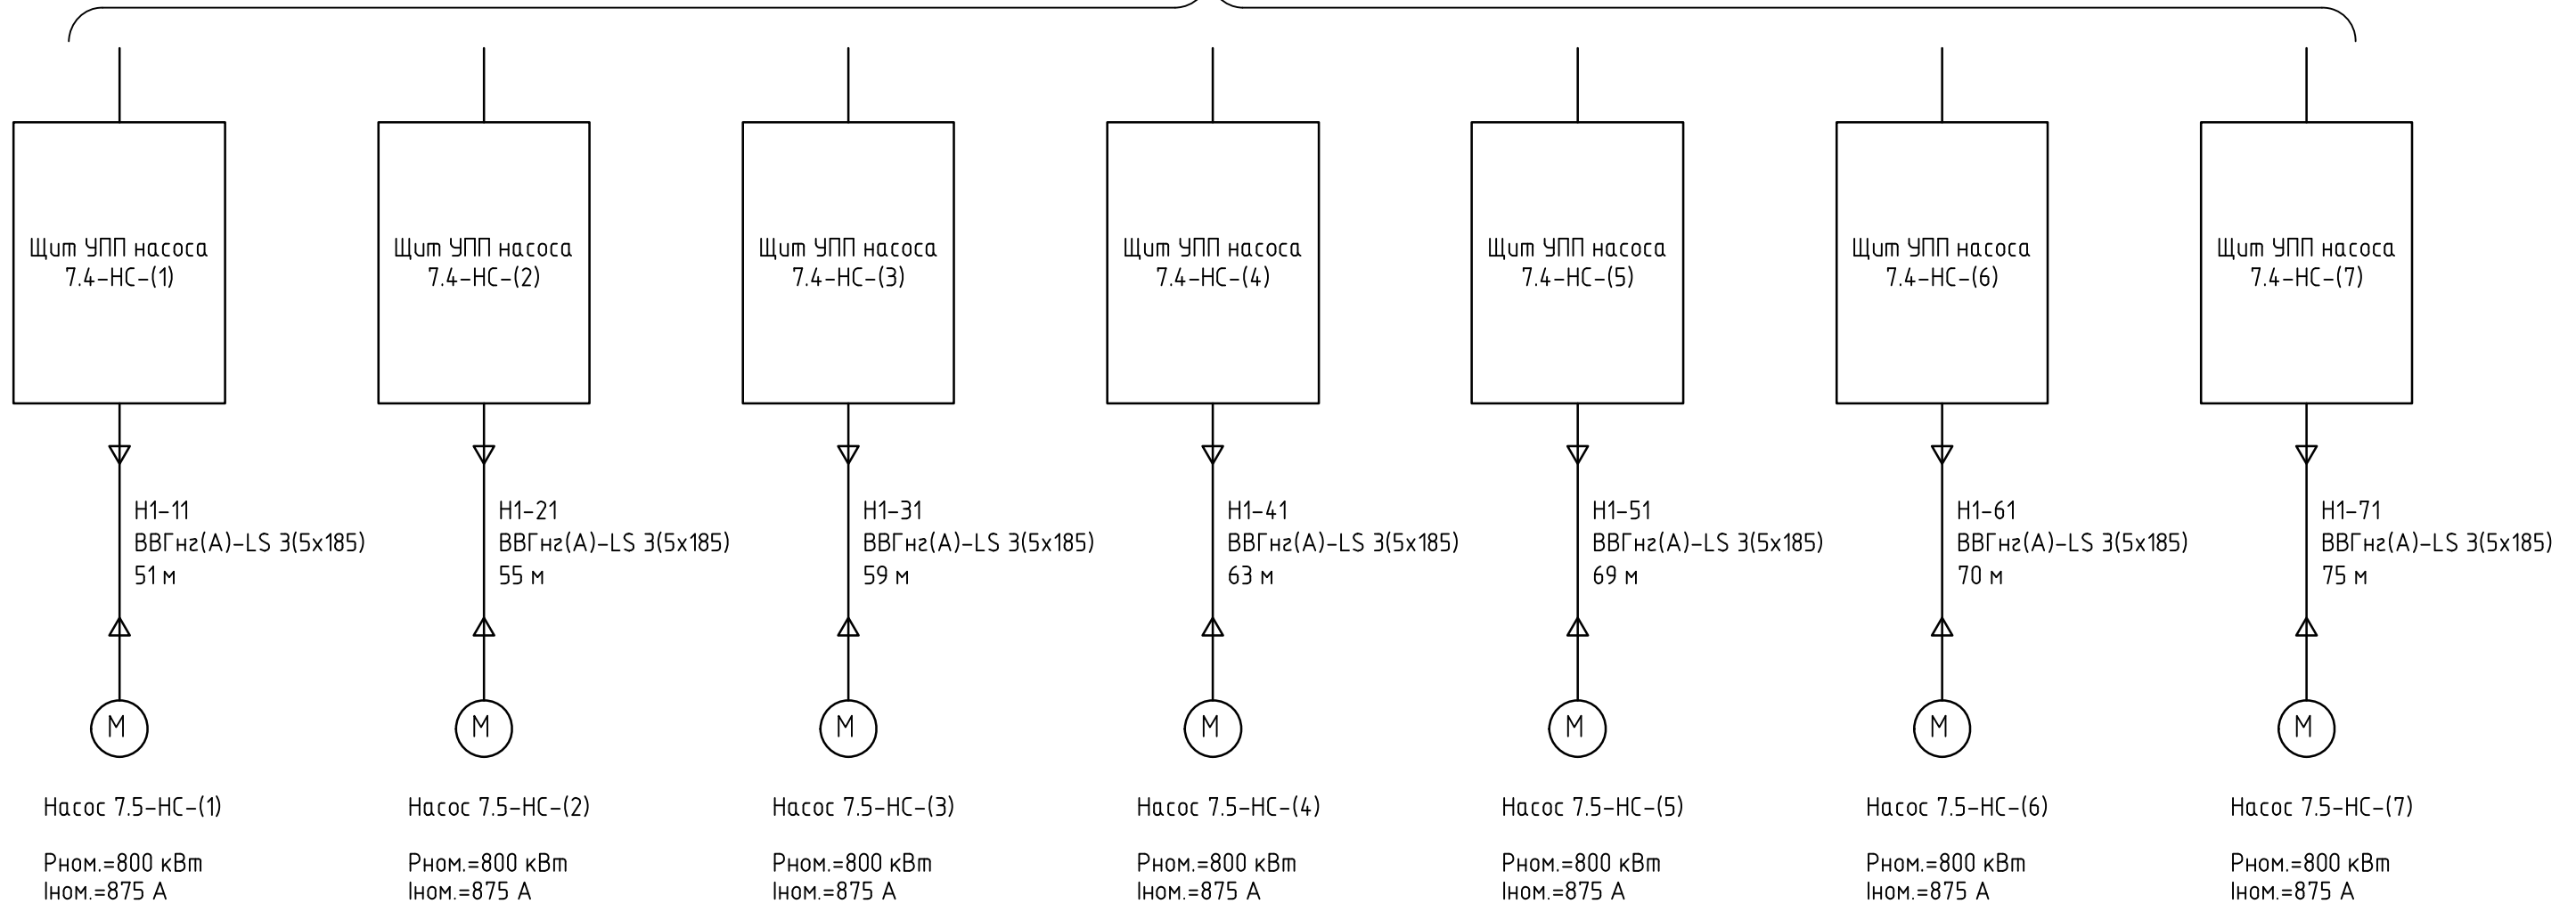 Щит УПП насоса
7.4-НС-(1)
Щит УПП насоса
7.4-НС-(2)
Щит УПП насоса
7.4-НС-(3)
Щит УПП насоса
7.4-НС-(4)
Щит УПП насоса
7.4-НС-(5)
Щит УПП насоса
7.4-НС-(6)
Щит УПП насоса
7.4-НС-(7)
Н1-11
ВВГнг(А)-LS 3(5х185)
51 м
Н1-21
ВВГнг(А)-LS 3(5х185)
55 м
Н1-31
ВВГнг(А)-LS 3(5х185)
59 м
Н1-41
ВВГнг(А)-LS 3(5х185)
63 м
Н1-51
ВВГнг(А)-LS 3(5х185)
69 м
Н1-61
ВВГнг(А)-LS 3(5х185)
70 м
Н1-71
ВВГнг(А)-LS 3(5х185)
75 м
М
М
М
М
М
М
М
Насос 7.5-НС-(1)
Рном.=800 кВт
Iном.=875 А
Насос 7.5-НС-(2)
Рном.=800 кВт
Iном.=875 А
Насос 7.5-НС-(3)
Рном.=800 кВт
Iном.=875 А
Насос 7.5-НС-(4)
Рном.=800 кВт
Iном.=875 А
Насос 7.5-НС-(5)
Рном.=800 кВт
Iном.=875 А
Насос 7.5-НС-(6)
Рном.=800 кВт
Iном.=875 А
Насос 7.5-НС-(7)
Рном.=800 кВт
Iном.=875 А